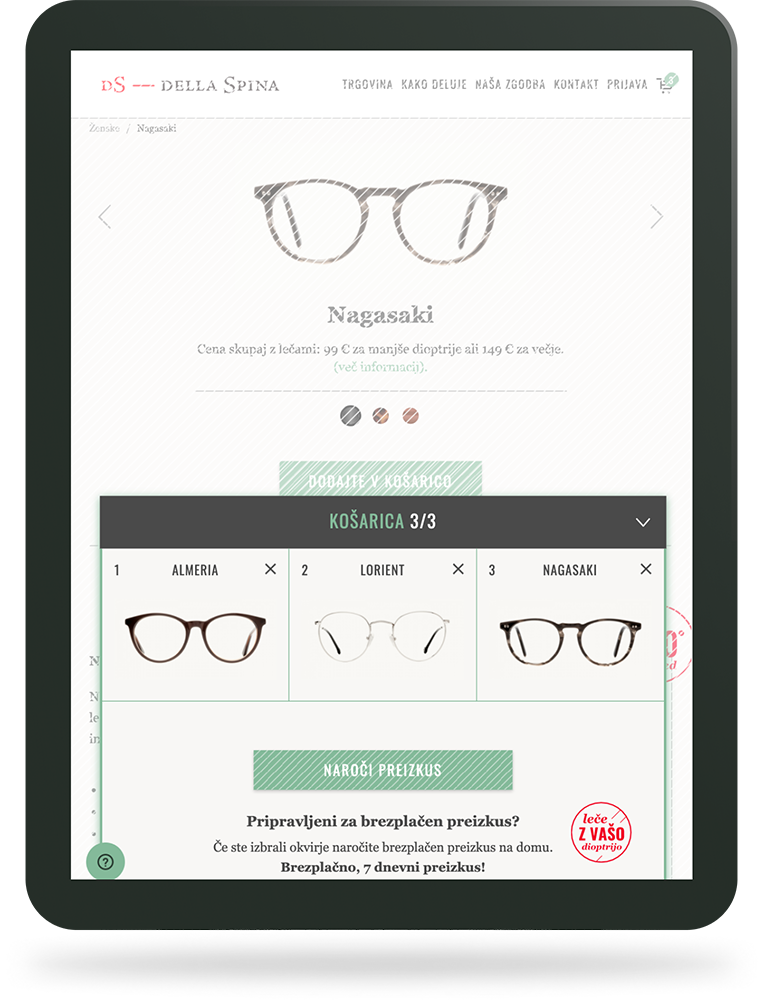 DS — DELLA SPINA
TRGOVINA KAKO DELUJE NAŠA ZGODBA KONTAKT PRIJAVA 3
Žensko / Nagasaki
Nagasaki
Cena skupaj z lečami: 99 € za manjše dioptrije ali 149 € za večje.
(več informacij).
DODAJTE V KOŠARICO
KOŠARICA 3/3
1 ALMERIA
2 LORIENT
3 NAGASAKI
NAROČI PREIZKUS
Pripravljeni za brezplačen preizkus?
Če ste izbrali okvirje naročite brezplačen preizkus na domu.
Brezplačno, 7 dnevni preizkus!
leče
Z VAŠO
dioptrijo